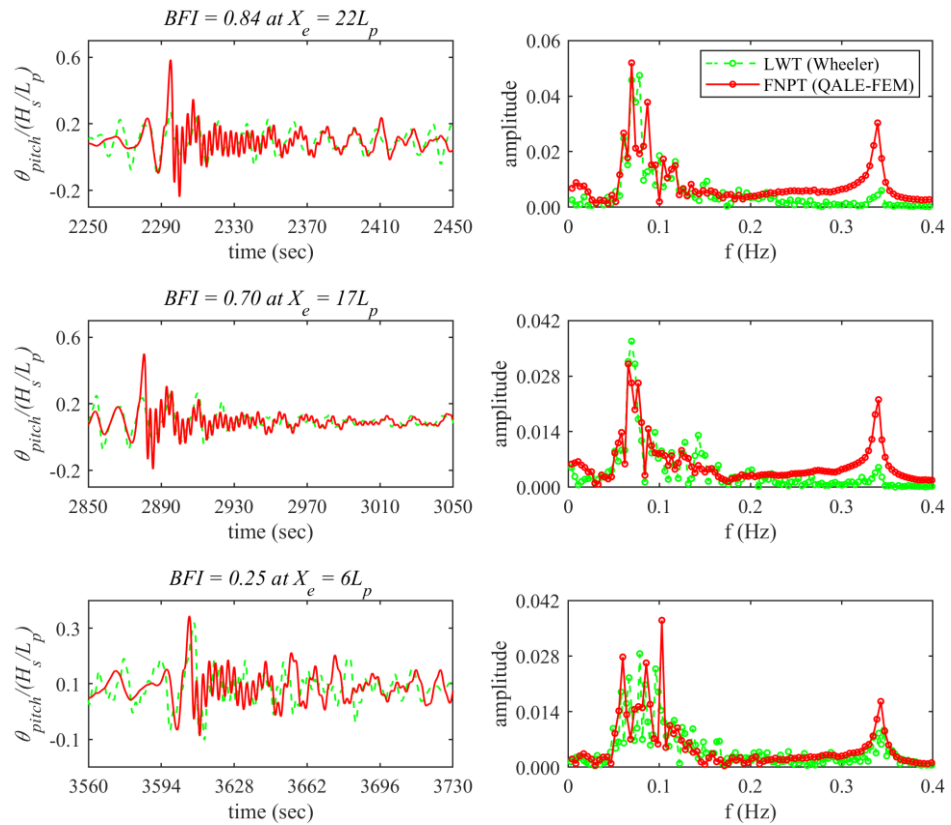 BFI = 0.84 at X_e = 22L_p
θ_pitch/(H_s/L_p)
0.6
0.2
-0.2
2250 2290 2330 2370 2410 2450
time (sec)
amplitude
0.06
0.04
0.02
0.00
LWT (Wheeler)
FNPT (QALE-FEM)
0 0.1 0.2 0.3 0.4
f (Hz)
BFI = 0.70 at X_e = 17L_p
θ_pitch/(H_s/L_p)
0.6
0.2
-0.2
2850 2890 2930 2970 3010 3050
time (sec)
amplitude
0.042
0.028
0.014
0.000
0 0.1 0.2 0.3 0.4
f (Hz)
BFI = 0.25 at X_e = 6L_p
θ_pitch/(H_s/L_p)
0.3
0.1
-0.1
3560 3594 3628 3662 3696 3730
time (sec)
amplitude
0.042
0.028
0.014
0.000
0 0.1 0.2 0.3 0.4
f (Hz)